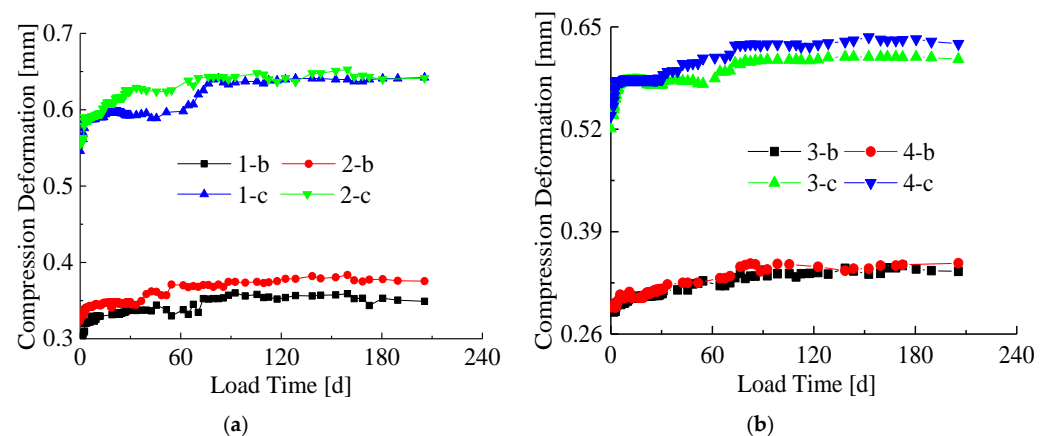 Compression Deformation [mm]
0.7
0.6
0.5
0.4
0.3
1-b 2-b
1-c 2-c
0 60 120 180 240
Load Time [d]
(a)
Compression Deformation [mm]
0.65
0.52
0.39
0.26
3-b 4-b
3-c 4-c
0 60 120 180 240
Load Time [d]
(b)